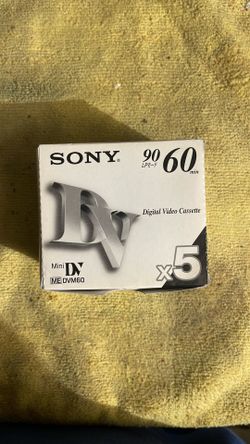 SONY
90 60 min
LPモード
DV
Digital Video Cassette
Mini DV
ME DVM60
x5